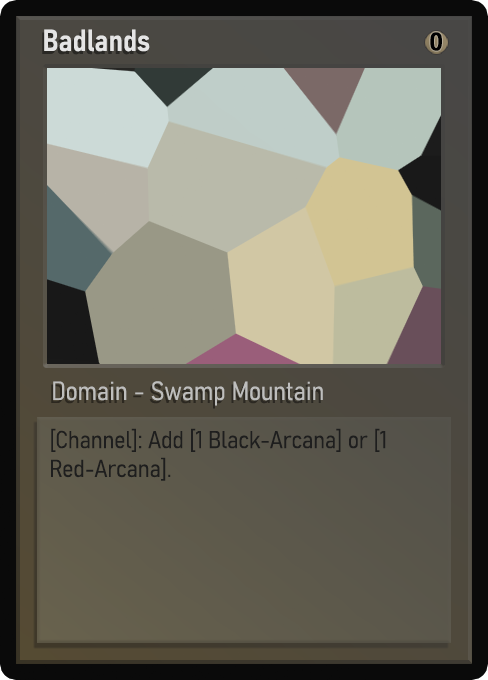 Badlands
0
Domain - Swamp Mountain
[Channel]: Add [1 Black-Arcana] or [1
Red-Arcana].